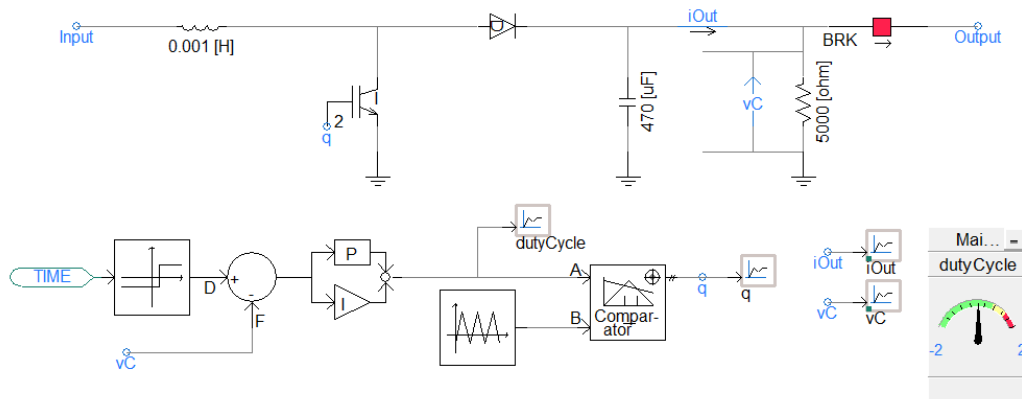 iOut
Input
0.001 [H]
D
BRK
Output
470 [uF]
vC
5000 [ohm]
I
2
q
TIME
D
+
-
F
vC
P
I
dutyCycle
A
B
Compar-
ator
q
q
iOut
iOut
vC
vC
Mai... -
dutyCycle
-2
2